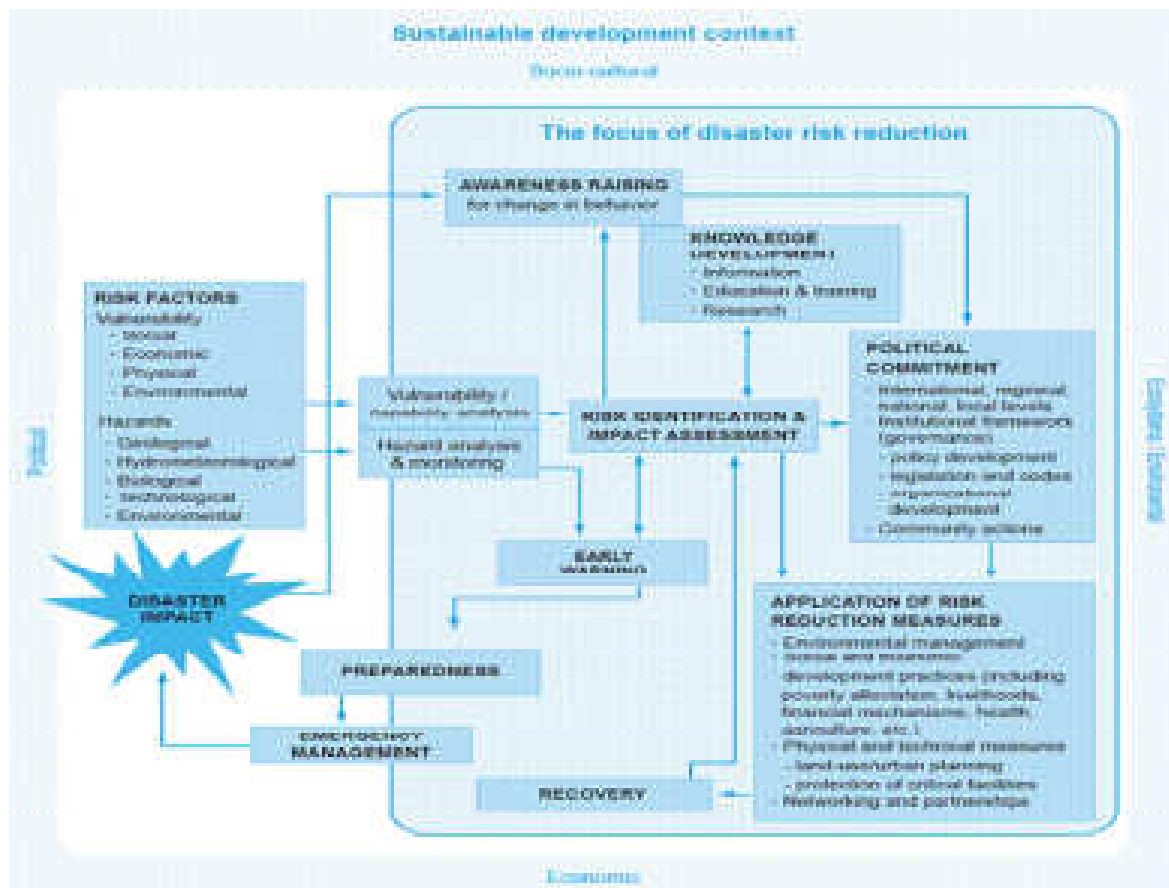 Sustainable development context
Socio-cultural
The focus of disaster risk reduction
AWARENESS RAISING
for change in behavior
KNOWLEDGE
DEVELOPMENT
- Information
- Education & training
- Research
RISK FACTORS
Vulnerability
- Social
- Economic
- Physical
- Environmental
Hazards
- Geological
- Hydrometeorological
- Biological
- Technological
- Environmental
Vulnerability /
capability analysis
Hazard analysis
& monitoring
RISK IDENTIFICATION &
IMPACT ASSESSMENT
POLITICAL
COMMITMENT
- International, regional
national, local levels
- Institutional framework
(governance)
- policy development
- legislation and codes
- organizational
development
- Community actions
EARLY
WARNING
DISASTER
IMPACT
PREPAREDNESS
EMERGENCY
MANAGEMENT
RECOVERY
APPLICATION OF RISK
REDUCTION MEASURES
- Environmental management
- Social and economic
development practices (including
poverty alleviation, livelihoods,
financial mechanisms, health,
agriculture, etc.)
- Physical and technical measures
- land-use/urban planning
- protection of critical facilities
- Networking and partnerships
Economic